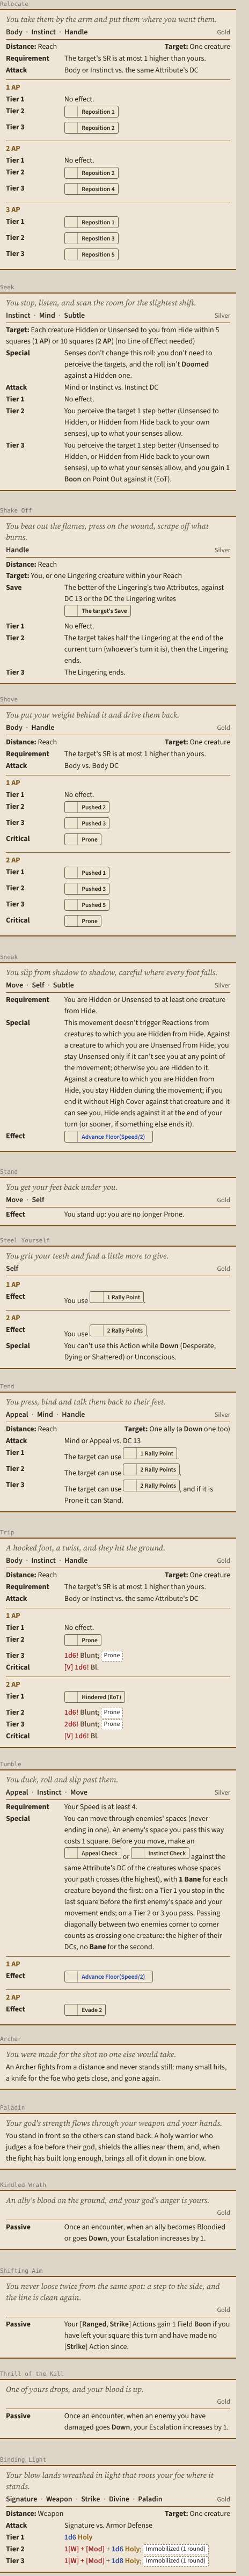 Relocate
You take them by the arm and put them where you want them.
Body · Instinct · Handle Gold
Distance: Reach Target: One creature
Requirement The target's SR is at most 1 higher than yours.
Attack Body or Instinct vs. the same Attribute's DC
1 AP
Tier 1 No effect.
Tier 2 Reposition 1
Tier 3 Reposition 2
2 AP
Tier 1 No effect.
Tier 2 Reposition 2
Tier 3 Reposition 4
3 AP
Tier 1 Reposition 1
Tier 2 Reposition 3
Tier 3 Reposition 5
Seek
You stop, listen, and scan the room for the slightest shift.
Instinct · Mind · Subtle Silver
Target: Each creature Hidden or Unsensed to you from Hide within 5
squares (1 AP) or 10 squares (2 AP) (no Line of Effect needed)
Special Senses don't change this roll: you don't need to
perceive the targets, and the roll isn't Doomed
against a Hidden one.
Attack Mind or Instinct vs. Instinct DC
Tier 1 No effect.
Tier 2 You perceive the target 1 step better (Unsensed to
Hidden, or Hidden from Hide back to your own
senses), up to what your senses allow.
Tier 3 You perceive the target 1 step better (Unsensed to
Hidden, or Hidden from Hide back to your own
senses), up to what your senses allow, and you gain 1
Boon on Point Out against it (EoT).
Shake Off
You beat out the flames, press on the wound, scrape off what
burns.
Handle Silver
Distance: Reach
Target: You, or one Lingering creature within your Reach
Save The better of the Lingering's two Attributes, against
DC 13 or the DC the Lingering writes
The target's Save
Tier 1 No effect.
Tier 2 The target takes half the Lingering at the end of the
current turn (whoever's turn it is), then the Lingering
ends.
Tier 3 The Lingering ends.
Shove
You put your weight behind it and drive them back.
Body · Handle Gold
Distance: Reach Target: One creature
Requirement The target's SR is at most 1 higher than yours.
Attack Body vs. Body DC
1 AP
Tier 1 No effect.
Tier 2 Pushed 2
Tier 3 Pushed 3
Critical Prone
2 AP
Tier 1 Pushed 1
Tier 2 Pushed 3
Tier 3 Pushed 5
Critical Prone
Sneak
You slip from shadow to shadow, careful where every foot falls.
Move · Self · Subtle Silver
Requirement You are Hidden or Unsensed to at least one creature
from Hide.
Special This movement doesn't trigger Reactions from
creatures to which you are Hidden from Hide. Against
a creature to which you are Unsensed from Hide, you
stay Unsensed only if it can't see you at any point of
the movement; otherwise you are Hidden to it.
Against a creature to which you are Hidden from
Hide, you stay Hidden during the movement; if you
end it without High Cover against that creature and it
can see you, Hide ends against it at the end of your
turn (or sooner, if something else ends it).
Effect Advance Floor(Speed/2)
Stand
You get your feet back under you.
Move · Self Gold
Effect You stand up: you are no longer Prone.
Steel Yourself
You grit your teeth and find a little more to give.
Self Gold
1 AP
Effect You use 1 Rally Point.
2 AP
Effect You use 2 Rally Points.
Special You can't use this Action while Down (Desperate,
Dying or Shattered) or Unconscious.
Tend
You press, bind and talk them back to their feet.
Appeal · Mind · Handle Silver
Distance: Reach Target: One ally (a Down one too)
Attack Mind or Appeal vs. DC 13
Tier 1 The target can use 1 Rally Point.
Tier 2 The target can use 2 Rally Points.
Tier 3 The target can use 2 Rally Points, and if it is
Prone it can Stand.
Trip
A hooked foot, a twist, and they hit the ground.
Body · Instinct · Handle Gold
Distance: Reach Target: One creature
Requirement The target's SR is at most 1 higher than yours.
Attack Body or Instinct vs. the same Attribute's DC
1 AP
Tier 1 No effect.
Tier 2 Prone
Tier 3 1d6! Blunt; Prone
Critical [V] 1d6! Bl.
2 AP
Tier 1 Hindered (EoT)
Tier 2 1d6! Blunt; Prone
Tier 3 2d6! Blunt; Prone
Critical [V] 1d6! Bl.
Tumble
You duck, roll and slip past them.
Appeal · Instinct · Move Silver
Requirement Your Speed is at least 4.
Special You can move through enemies' spaces (never
ending in one). An enemy's space you pass this way
costs 1 square. Before you move, make an
Appeal Check or Instinct Check against the
same Attribute's DC of the creatures whose spaces
your path crosses (the highest), with 1 Bane for each
creature beyond the first: on a Tier 1 you stop in the
last square before the first enemy's space and your
movement ends; on a Tier 2 or 3 you pass. Passing
diagonally between two enemies corner to corner
counts as crossing one creature: the higher of their
DCs, no Bane for the second.
1 AP
Effect Advance Floor(Speed/2)
2 AP
Effect Evade 2
Archer
You were made for the shot no one else would take.
An Archer fights from a distance and never stands still: many small hits,
a knife for the foe who gets close, and gone again.
Paladin
Your god's strength flows through your weapon and your hands.
You stand in front so the others can stand back. A holy warrior who
judges a foe before their god, shields the allies near them, and, when
the fight has built long enough, brings all of it down in one blow.
Kindled Wrath
An ally's blood on the ground, and your god's anger is yours.
Gold
Passive Once an encounter, when an ally becomes Bloodied
or goes Down, your Escalation increases by 1.
Shifting Aim
You never loose twice from the same spot: a step to the side, and
the line is clean again.
Gold
Passive Your [Ranged, Strike] Actions gain 1 Field Boon if you
have left your square this turn and have made no
[Strike] Action since.
Thrill of the Kill
One of yours drops, and your blood is up.
Gold
Passive Once an encounter, when an enemy you have
damaged goes Down, your Escalation increases by 1.
Binding Light
Your blow lands wreathed in light that roots your foe where it
stands.
Signature · Weapon · Strike · Divine · Paladin Gold
Distance: Weapon Target: One creature
Attack Signature vs. Armor Defense
Tier 1 1d6 Holy
Tier 2 1[W] + [Mod] + 1d6 Holy; Immobilized (1 round)
Tier 3 1[W] + [Mod] + 1d8 Holy; Immobilized (1 round)